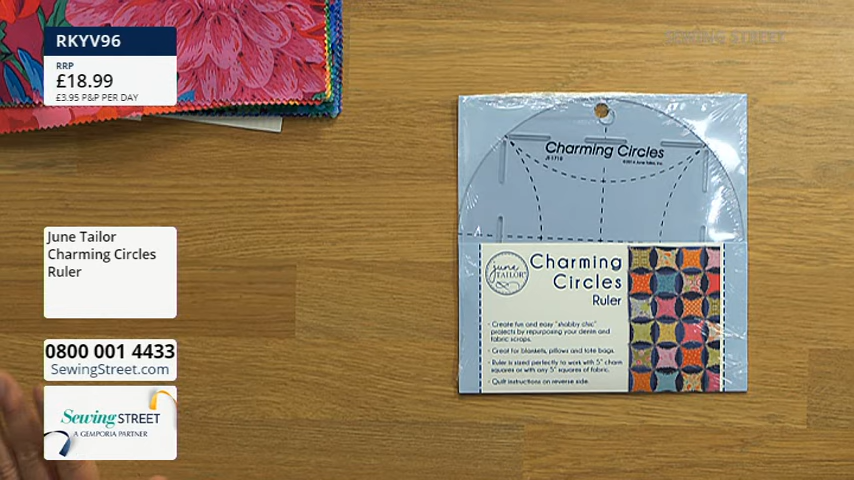 RKYV96
RRP
£18.99
£3.95 P&P PER DAY
SEWING STREET
June Tailor
Charming Circles
Ruler
0800 001 4433
SewingStreet.com
Sewing STREET
A GEMPORIA PARTNER
Charming Circles
june
TAILOR
Charming
Circles
Ruler
· Create fun and easy "shabby chic"
projects by repurposing your denim and
fabric scraps.
· Great for blankets, pillows and tote bags.
· Ruler is sized perfectly to work with 5" charm
squares or with any 5" squares of fabric.
· Quilt instructions on reverse side.